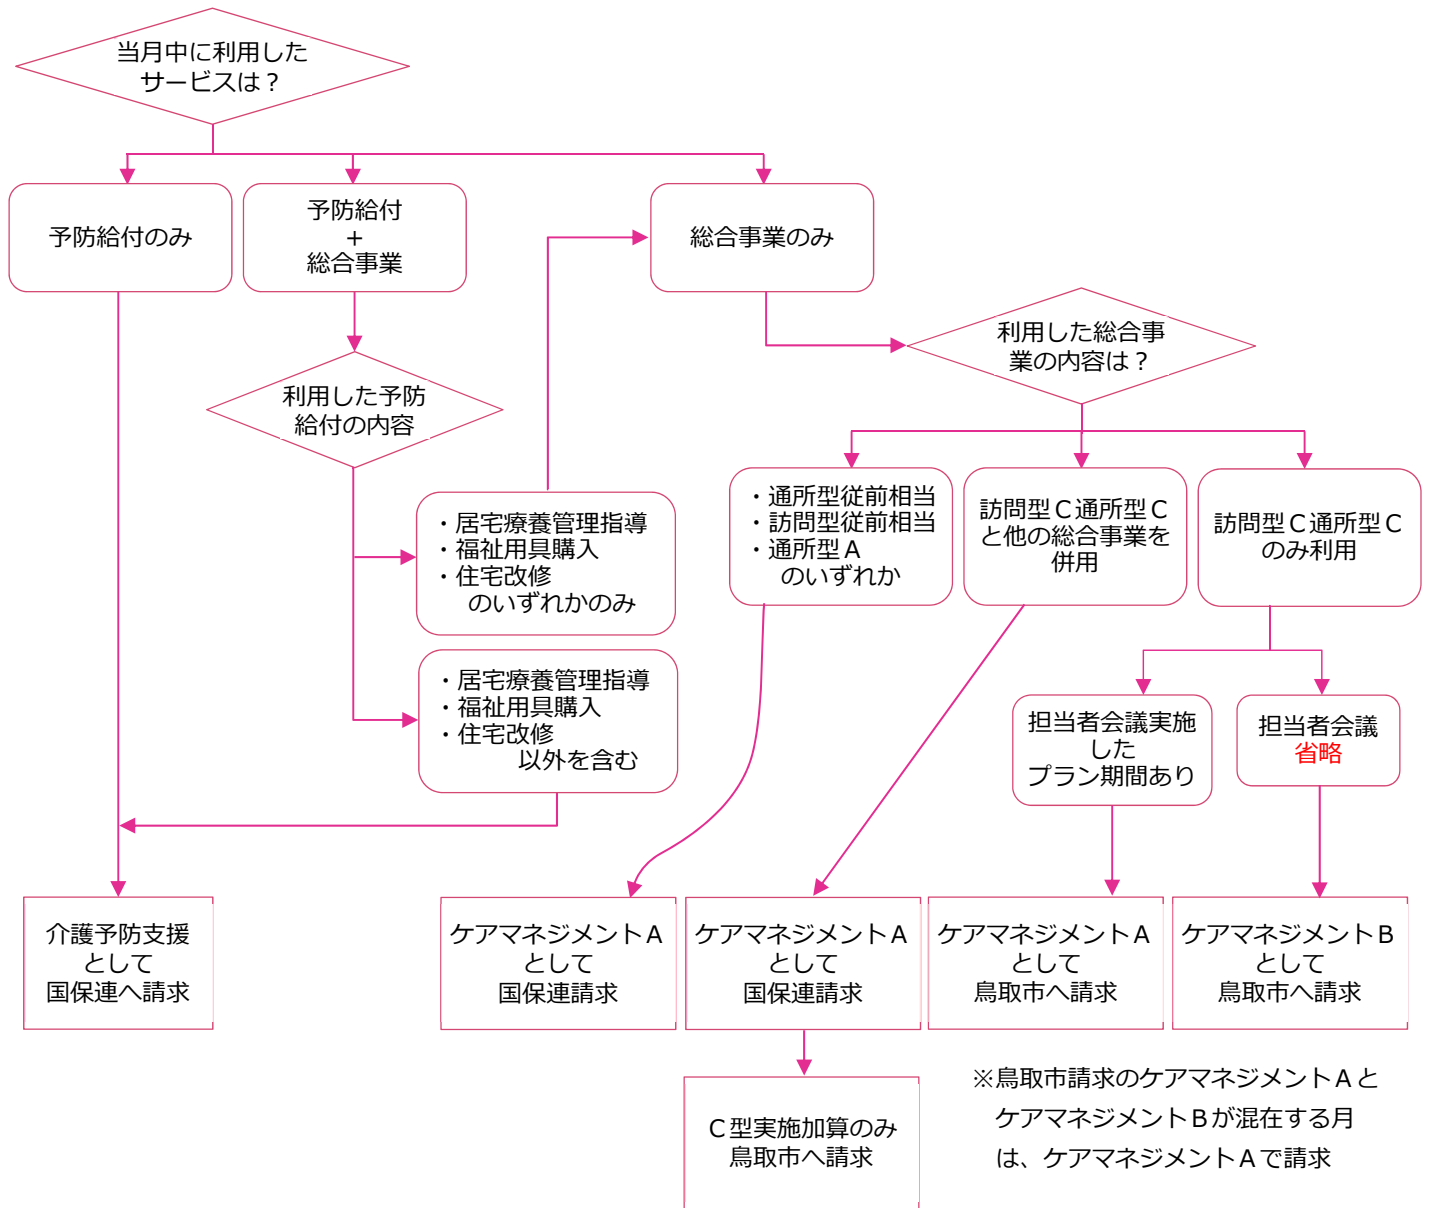 当月中に利用した
サービスは？
予防給付のみ
予防給付
+
総合事業
総合事業のみ
利用した総合事
業の内容は？
利用した予防
給付の内容
・居宅療養管理指導
・福祉用具購入
・住宅改修
のいずれかのみ
・居宅療養管理指導
・福祉用具購入
・住宅改修
以外を含む
・通所型従前相当
・訪問型従前相当
・通所型Ａ
のいずれか
訪問型Ｃ通所型Ｃ
と他の総合事業を
併用
訪問型Ｃ通所型Ｃ
のみ利用
担当者会議実施
した
プラン期間あり
担当者会議
省略
介護予防支援
として
国保連へ請求
ケアマネジメントＡ
として
国保連請求
ケアマネジメントＡ
として
国保連請求
ケアマネジメントＡ
として
鳥取市へ請求
ケアマネジメントＢ
として
鳥取市へ請求
Ｃ型実施加算のみ
鳥取市へ請求
※鳥取市請求のケアマネジメントＡと
ケアマネジメントＢが混在する月
は、ケアマネジメントＡで請求